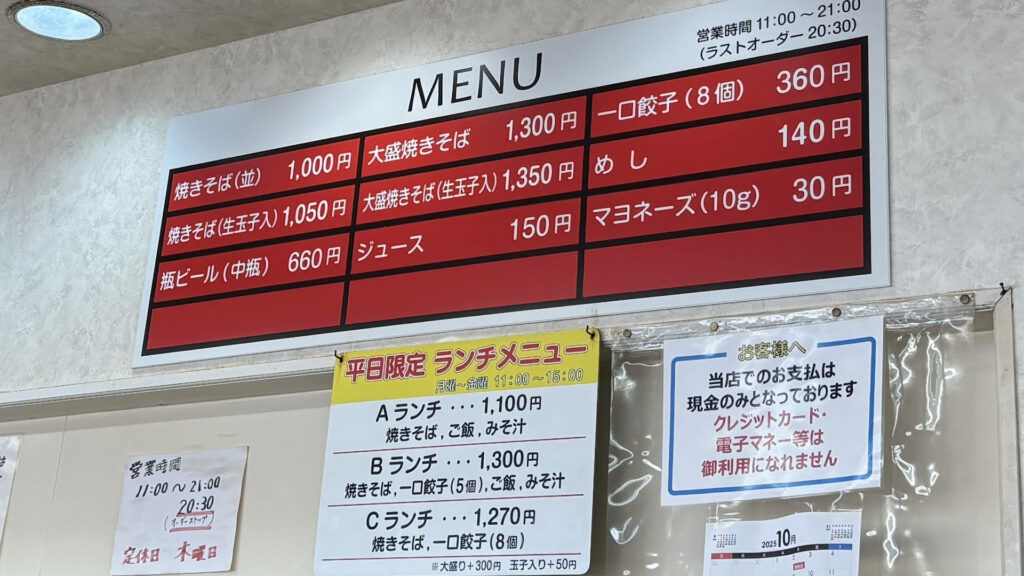 営業時間 11:00～21:00
(ラストオーダー 20:30)
MENU
焼きそば(並) 1,000円
大盛焼きそば 1,300円
一口餃子(8個) 360円
焼きそば(生玉子入) 1,050円
大盛焼きそば(生玉子入) 1,350円
めし 140円
瓶ビール(中瓶) 660円
ジュース 150円
マヨネーズ(10g) 30円
平日限定 ランチメニュー
月曜～金曜 11:00～15:00
Aランチ・・・1,100円
焼きそば,ご飯,みそ汁
Bランチ・・・1,300円
焼きそば,一口餃子(5個),ご飯,みそ汁
Cランチ・・・1,270円
焼きそば,一口餃子(8個)
※大盛り+300円 玉子入り+50円
お客様へ
当店でのお支払は
現金のみとなっております
クレジットカード・
電子マネー等は
御利用になれません
営業時間
11:00～21:00
20:30
(オーダーストップ)
定休日 木曜日
2025 10月